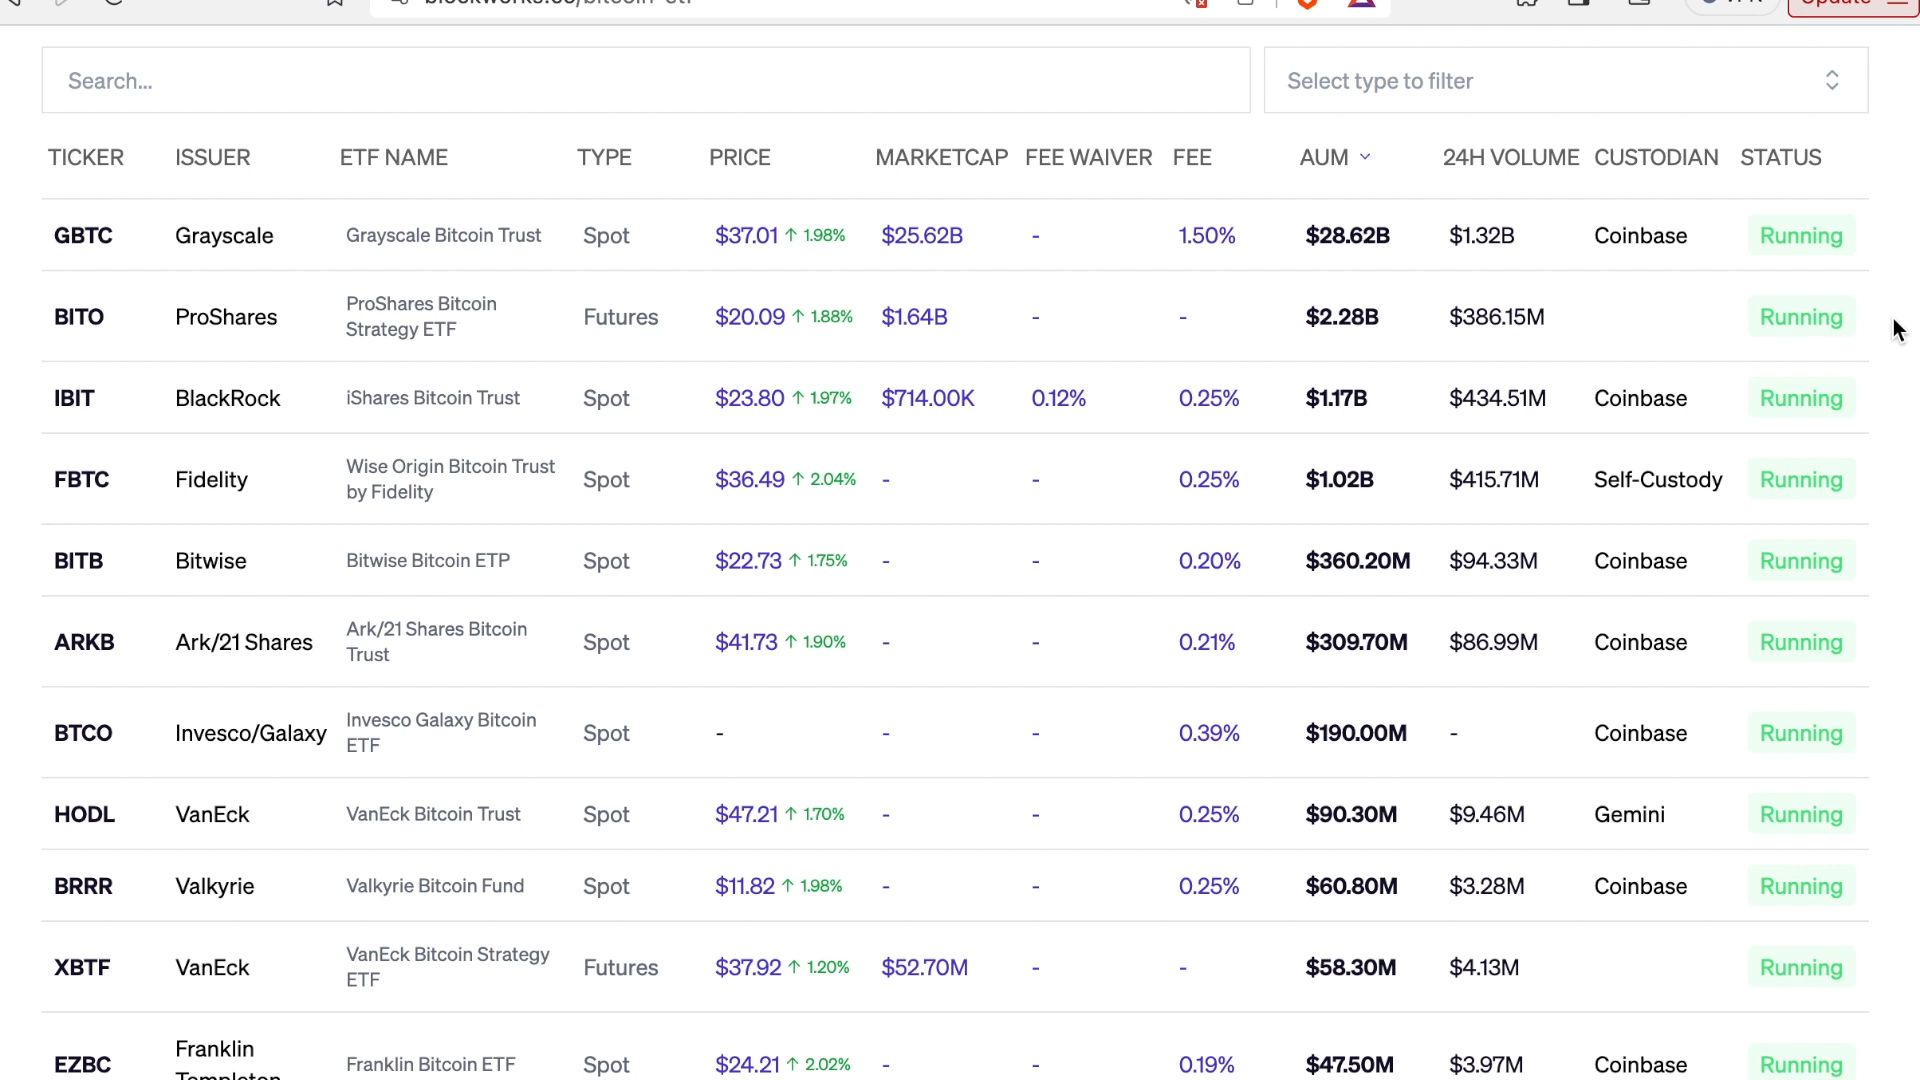 Search...
Select type to filter
TICKER ISSUER ETF NAME TYPE PRICE MARKETCAP FEE WAIVER FEE AUM 24H VOLUME CUSTODIAN STATUS
GBTC Grayscale Grayscale Bitcoin Trust Spot $37.01 ↑ 1.98% $25.62B - 1.50% $28.62B $1.32B Coinbase Running
BITO ProShares ProShares Bitcoin
Strategy ETF Futures $20.09 ↑ 1.88% $1.64B - - $2.28B $386.15M Running
IBIT BlackRock iShares Bitcoin Trust Spot $23.80 ↑ 1.97% $714.00K 0.12% 0.25% $1.17B $434.51M Coinbase Running
FBTC Fidelity Wise Origin Bitcoin Trust
by Fidelity Spot $36.49 ↑ 2.04% - - 0.25% $1.02B $415.71M Self-Custody Running
BITB Bitwise Bitwise Bitcoin ETP Spot $22.73 ↑ 1.75% - - 0.20% $360.20M $94.33M Coinbase Running
ARKB Ark/21 Shares Ark/21 Shares Bitcoin
Trust Spot $41.73 ↑ 1.90% - - 0.21% $309.70M $86.99M Coinbase Running
BTCO Invesco/Galaxy Invesco Galaxy Bitcoin
ETF Spot - - - 0.39% $190.00M - Coinbase Running
HODL VanEck VanEck Bitcoin Trust Spot $47.21 ↑ 1.70% - - 0.25% $90.30M $9.46M Gemini Running
BRRR Valkyrie Valkyrie Bitcoin Fund Spot $11.82 ↑ 1.98% - - 0.25% $60.80M $3.28M Coinbase Running
XBTF VanEck VanEck Bitcoin Strategy
ETF Futures $37.92 ↑ 1.20% $52.70M - - $58.30M $4.13M Running
EZBC Franklin
Templeton Franklin Bitcoin ETF Spot $24.21 ↑ 2.02% - - 0.19% $47.50M $3.97M Coinbase Running